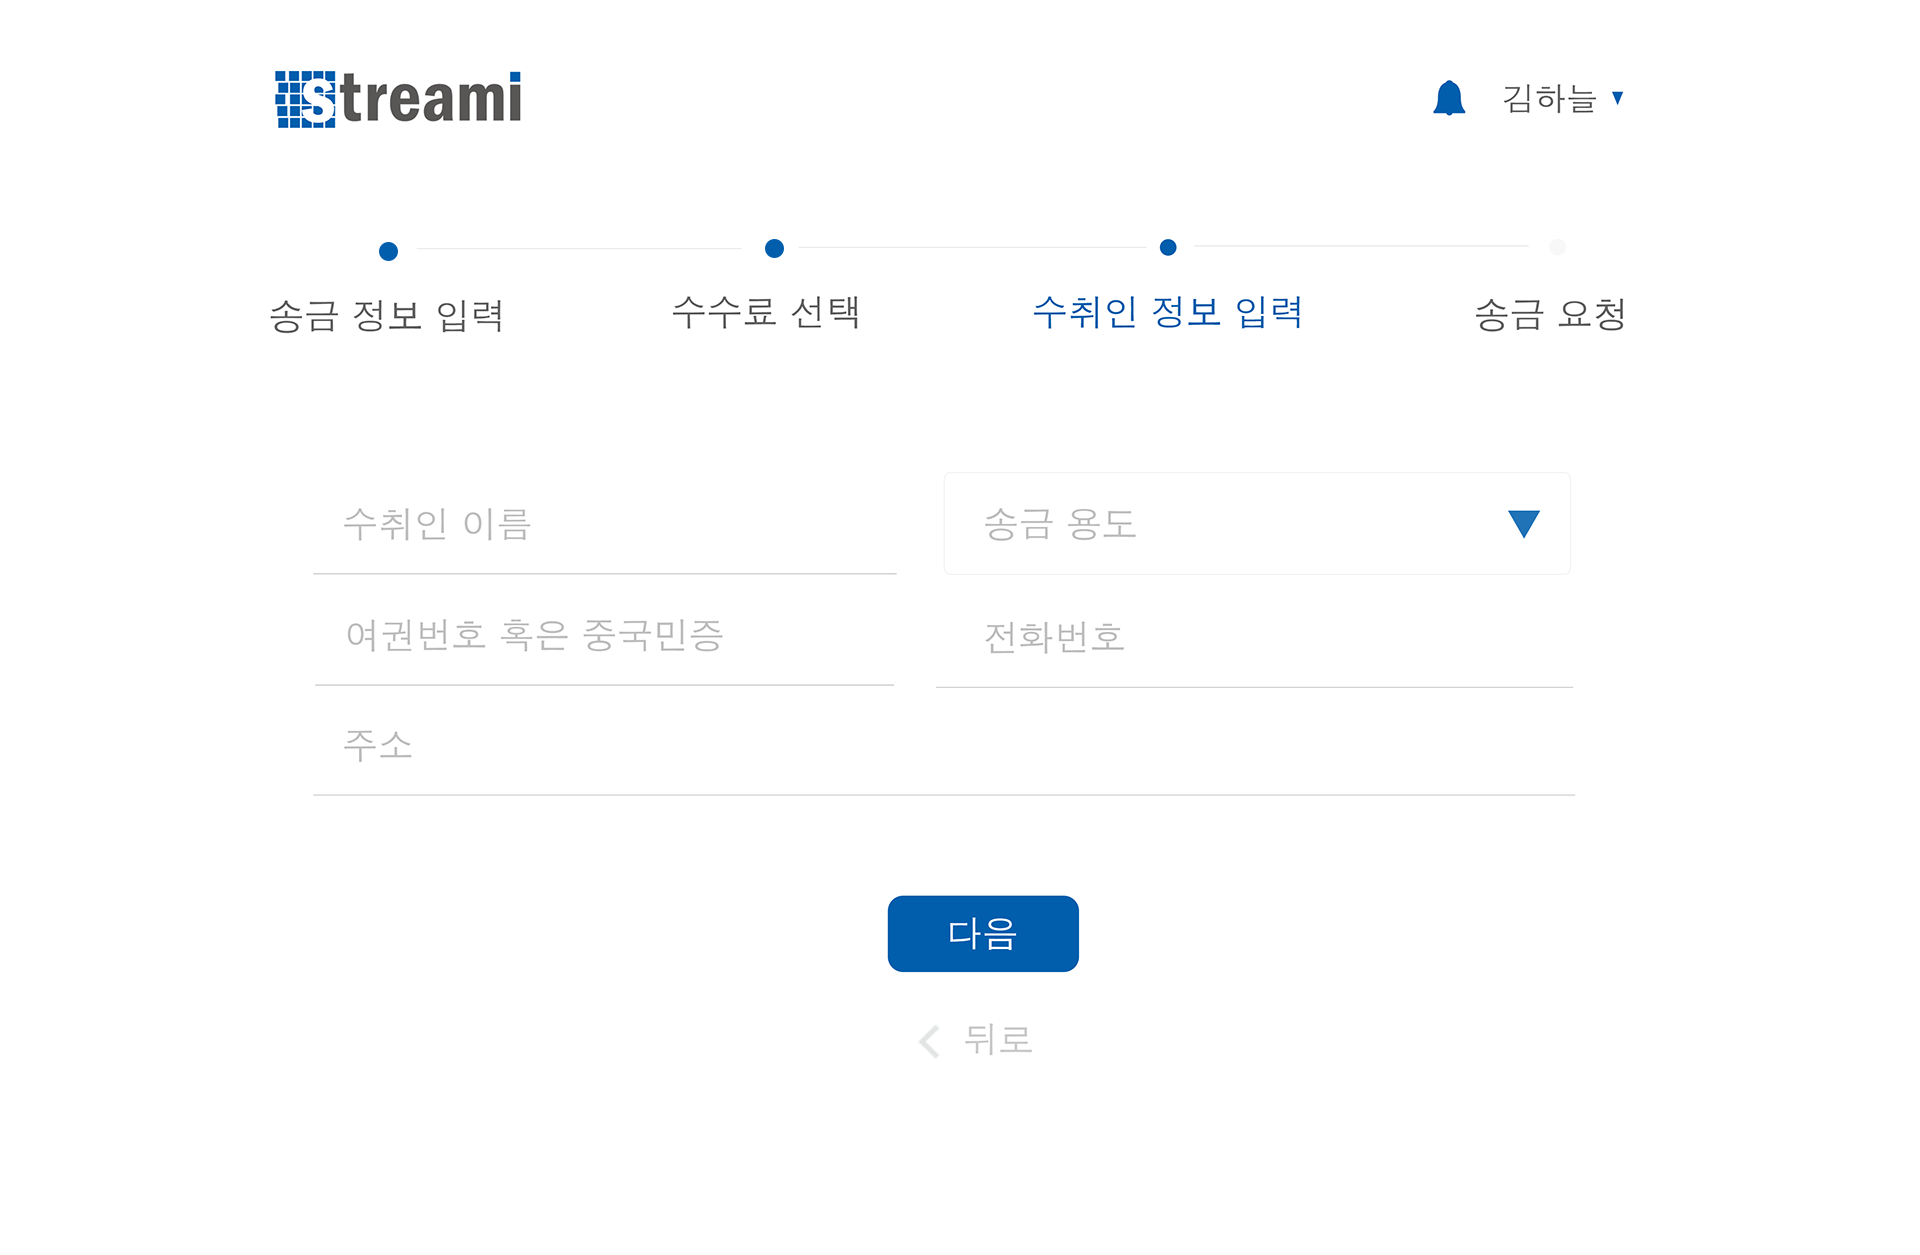 Streami
김하늘
송금 정보 입력
수수료 선택
수취인 정보 입력
송금 요청
수취인 이름
송금 용도
여권번호 혹은 중국민증
전화번호
주소
다음
뒤로